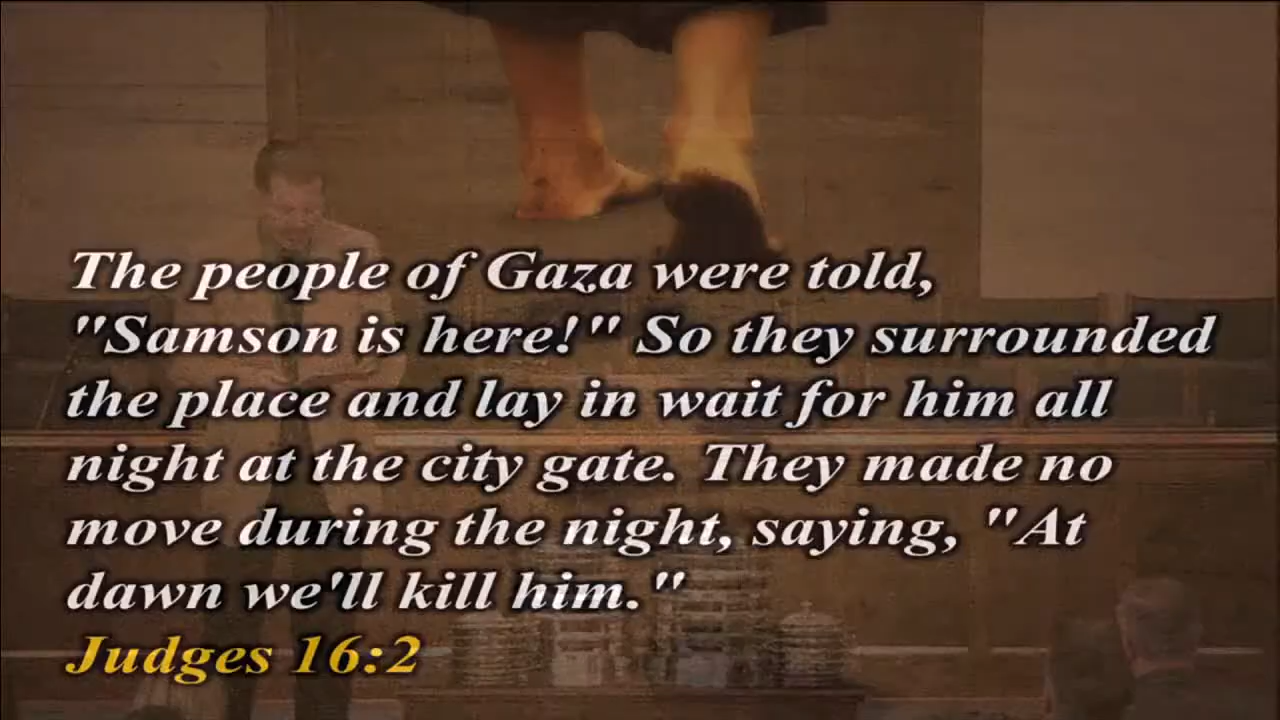 The people of Gaza were told,
"Samson is here!" So they surrounded
the place and lay in wait for him all
night at the city gate. They made no
move during the night, saying, "At
dawn we'll kill him."
Judges 16:2